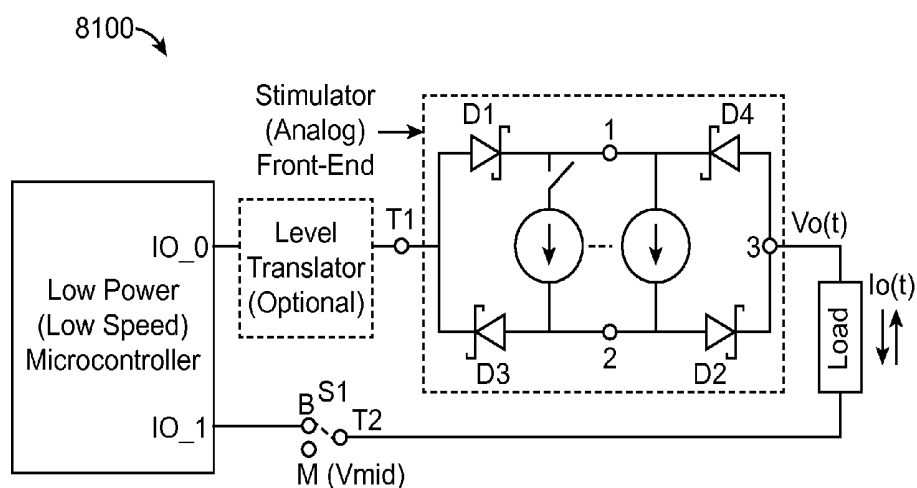 8100
Stimulator
(Analog)
Front-End
D1
1
D4
T1
IO_0
Level
Translator
(Optional)
3
Vo(t)
Low Power
(Low Speed)
Microcontroller
Io(t)
Load
D3
2
D2
IO_1
B
S1
T2
M (Vmid)